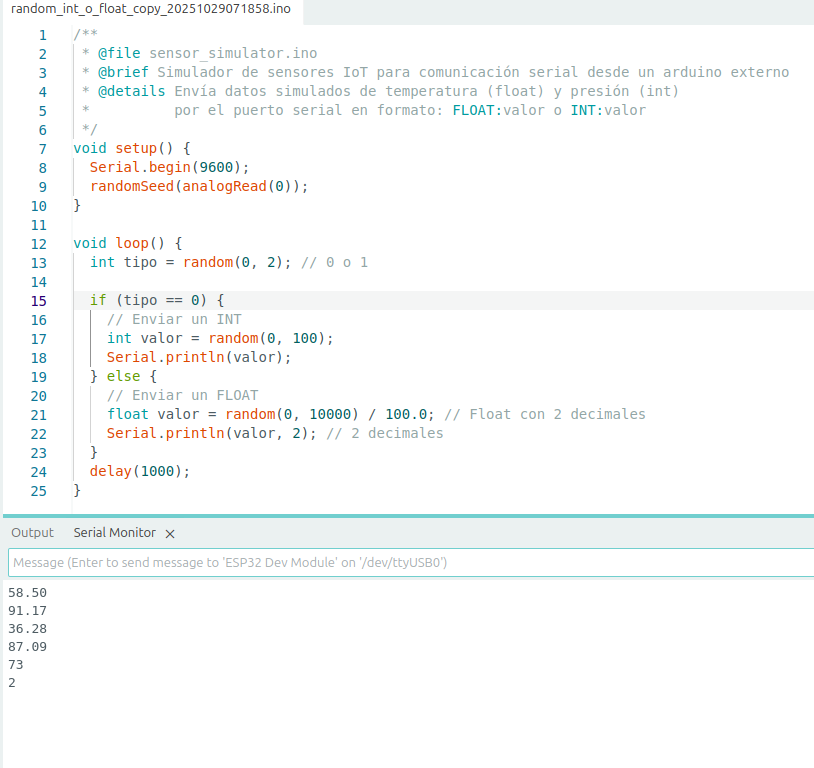 random_int_o_float_copy_20251029071858.ino
1 /**
2 * @file sensor_simulator.ino
3 * @brief Simulador de sensores IoT para comunicación serial desde un arduino externo
4 * @details Envía datos simulados de temperatura (float) y presión (int)
5 * por el puerto serial en formato: FLOAT:valor o INT:valor
6 */
7 void setup() {
8 Serial.begin(9600);
9 randomSeed(analogRead(0));
10 }
11
12 void loop() {
13 int tipo = random(0, 2); // 0 o 1
14
15 if (tipo == 0) {
16 // Enviar un INT
17 int valor = random(0, 100);
18 Serial.println(valor);
19 } else {
20 // Enviar un FLOAT
21 float valor = random(0, 10000) / 100.0; // Float con 2 decimales
22 Serial.println(valor, 2); // 2 decimales
23 }
24 delay(1000);
25 }
Output Serial Monitor ×
Message (Enter to send message to 'ESP32 Dev Module' on '/dev/ttyUSB0')
58.50
91.17
36.28
87.09
73
2